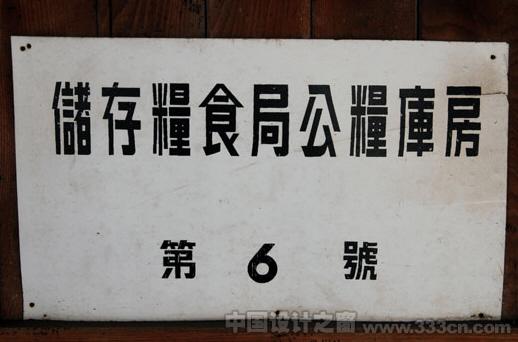 儲存糧食局公糧庫房
第 6 號
中国设计之窗 www.333cn.com